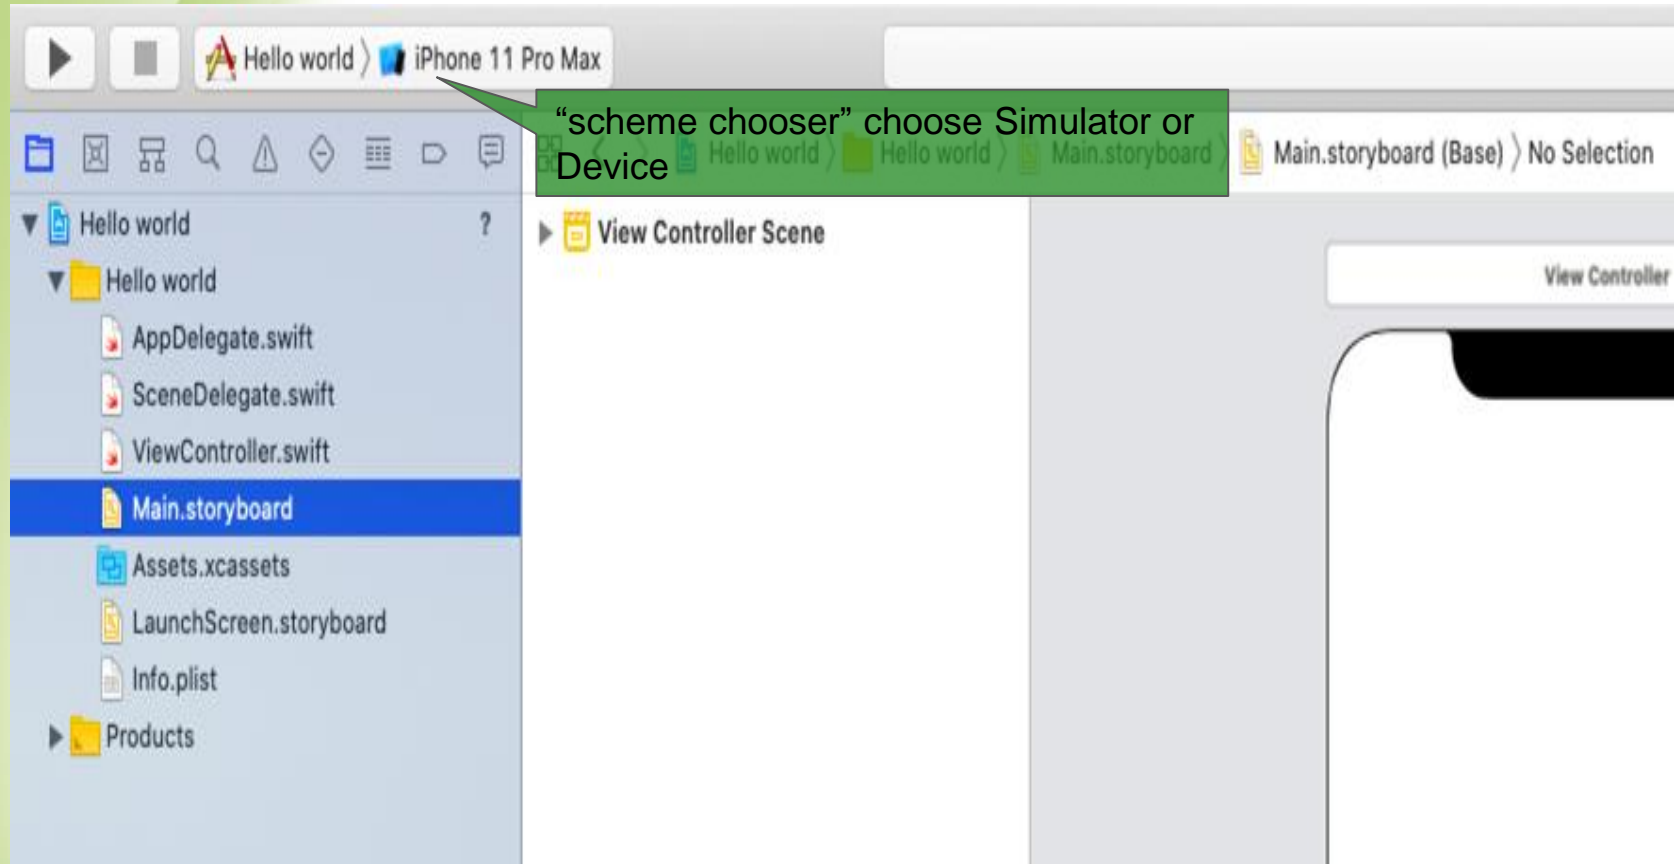 Hello world 〉 iPhone 11 Pro Max
“scheme chooser” choose Simulator or
Device
Hello world 〉 Hello world 〉 Main.storyboard 〉 Main.storyboard (Base) 〉 No Selection
Hello world ?
Hello world
AppDelegate.swift
SceneDelegate.swift
ViewController.swift
Main.storyboard
Assets.xcassets
LaunchScreen.storyboard
Info.plist
Products
View Controller Scene
View Controller